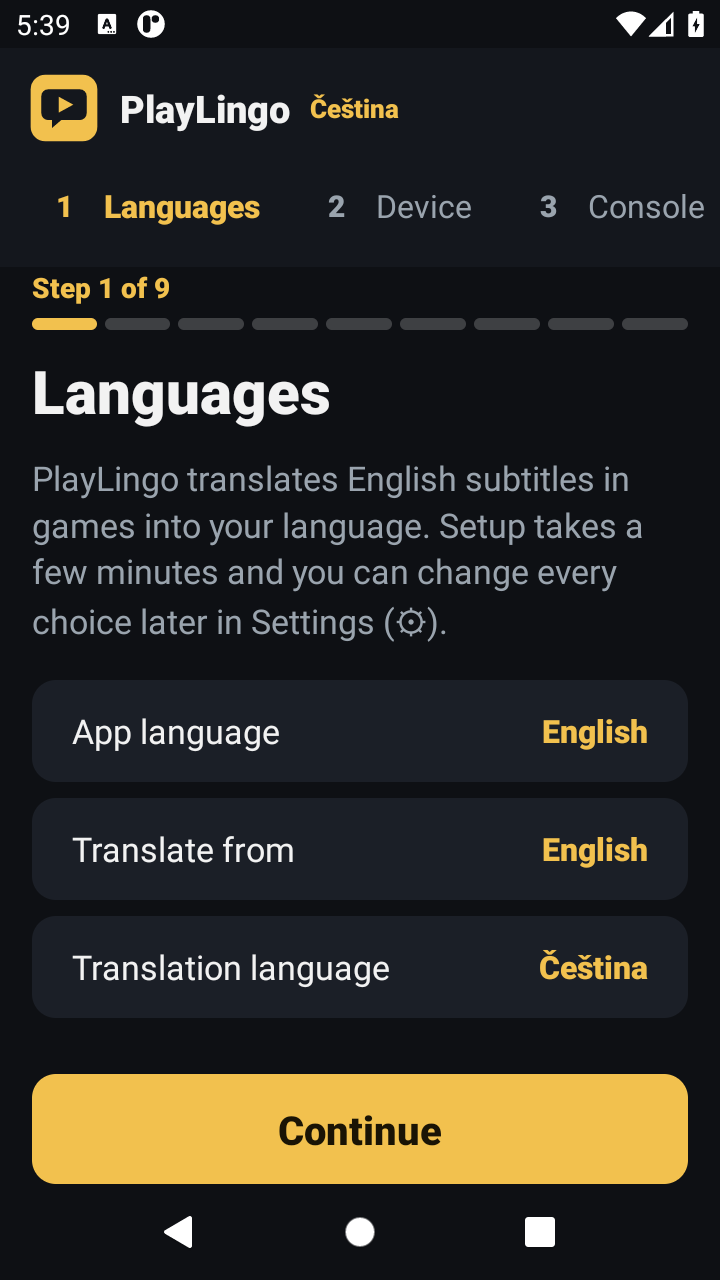 5:39
PlayLingo Čeština
1 Languages 2 Device 3 Console
Step 1 of 9
Languages
PlayLingo translates English subtitles in
games into your language. Setup takes a
few minutes and you can change every
choice later in Settings (⚙).
App language English
Translate from English
Translation language Čeština
Continue